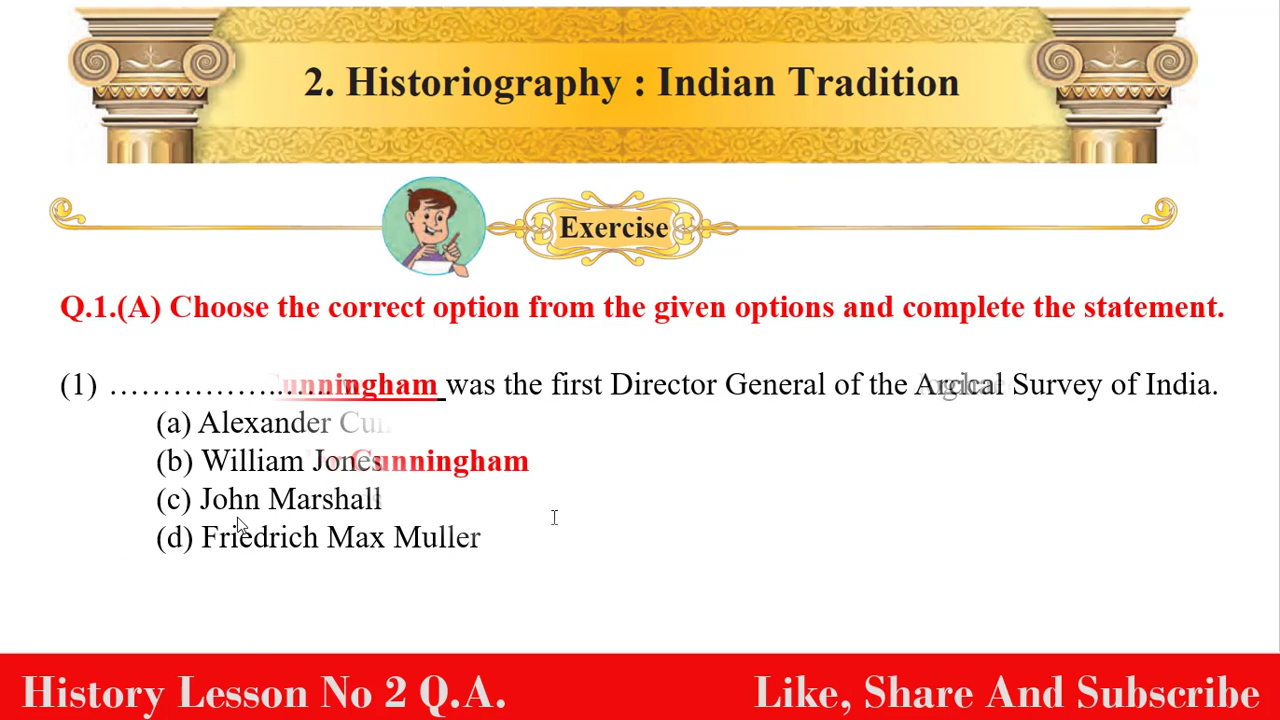 2. Historiography : Indian Tradition
Exercise
Q.1.(A) Choose the correct option from the given options and complete the statement.
(1) …………………Cunningham was the first Director General of the Survey of India.
(a) Alexander
(b) William Jones Cunningham
(c) John Marshall
(d) Friedrich Max Muller
History Lesson No 2 Q.A.
Like, Share And Subscribe